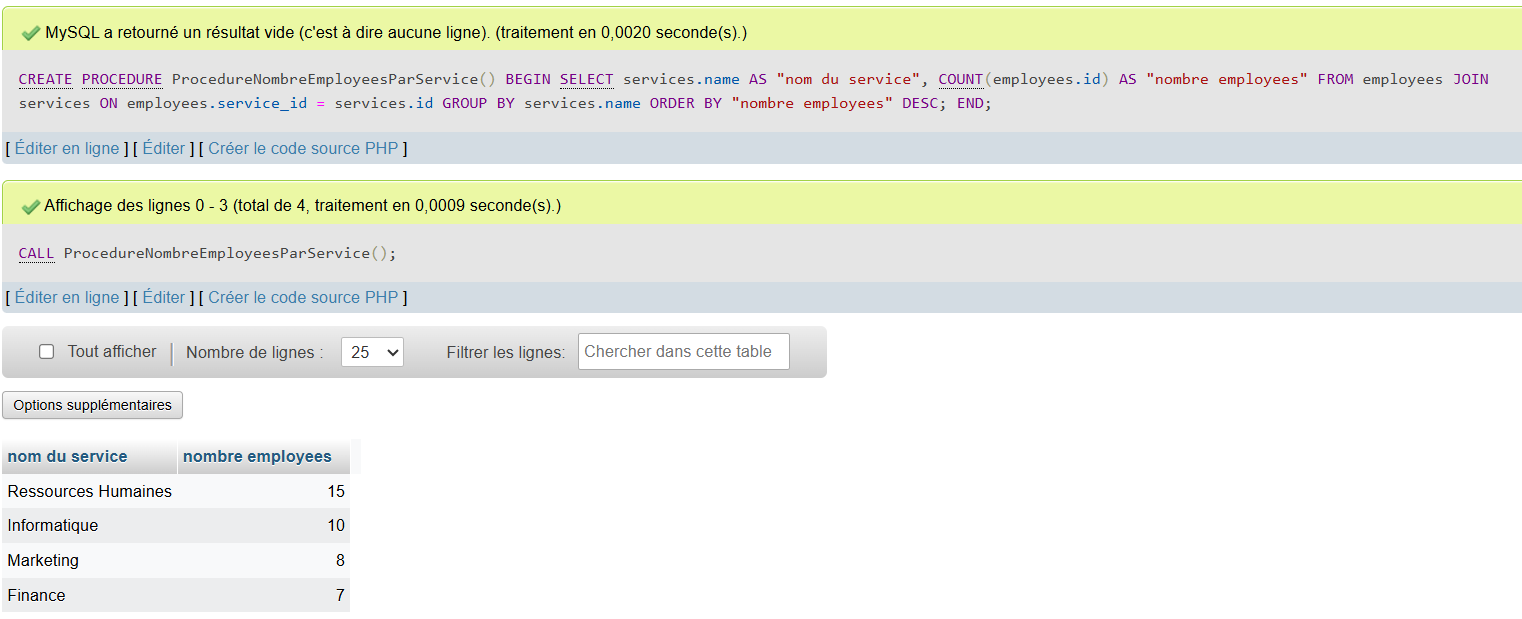 MySQL a retourné un résultat vide (c'est à dire aucune ligne). (traitement en 0,0020 seconde(s).)
CREATE PROCEDURE ProcedureNombreEmployeesParService() BEGIN SELECT services.name AS "nom du service", COUNT(employees.id) AS "nombre employees" FROM employees JOIN
services ON employees.service_id = services.id GROUP BY services.name ORDER BY "nombre employees" DESC; END;
[ Éditer en ligne ] [ Éditer ] [ Créer le code source PHP ]
Affichage des lignes 0 - 3 (total de 4, traitement en 0,0009 seconde(s).)
CALL ProcedureNombreEmployeesParService();
[ Éditer en ligne ] [ Éditer ] [ Créer le code source PHP ]
Tout afficher Nombre de lignes : 25 Filtrer les lignes: Chercher dans cette table
Options supplémentaires
nom du service nombre employees
Ressources Humaines 15
Informatique 10
Marketing 8
Finance 7